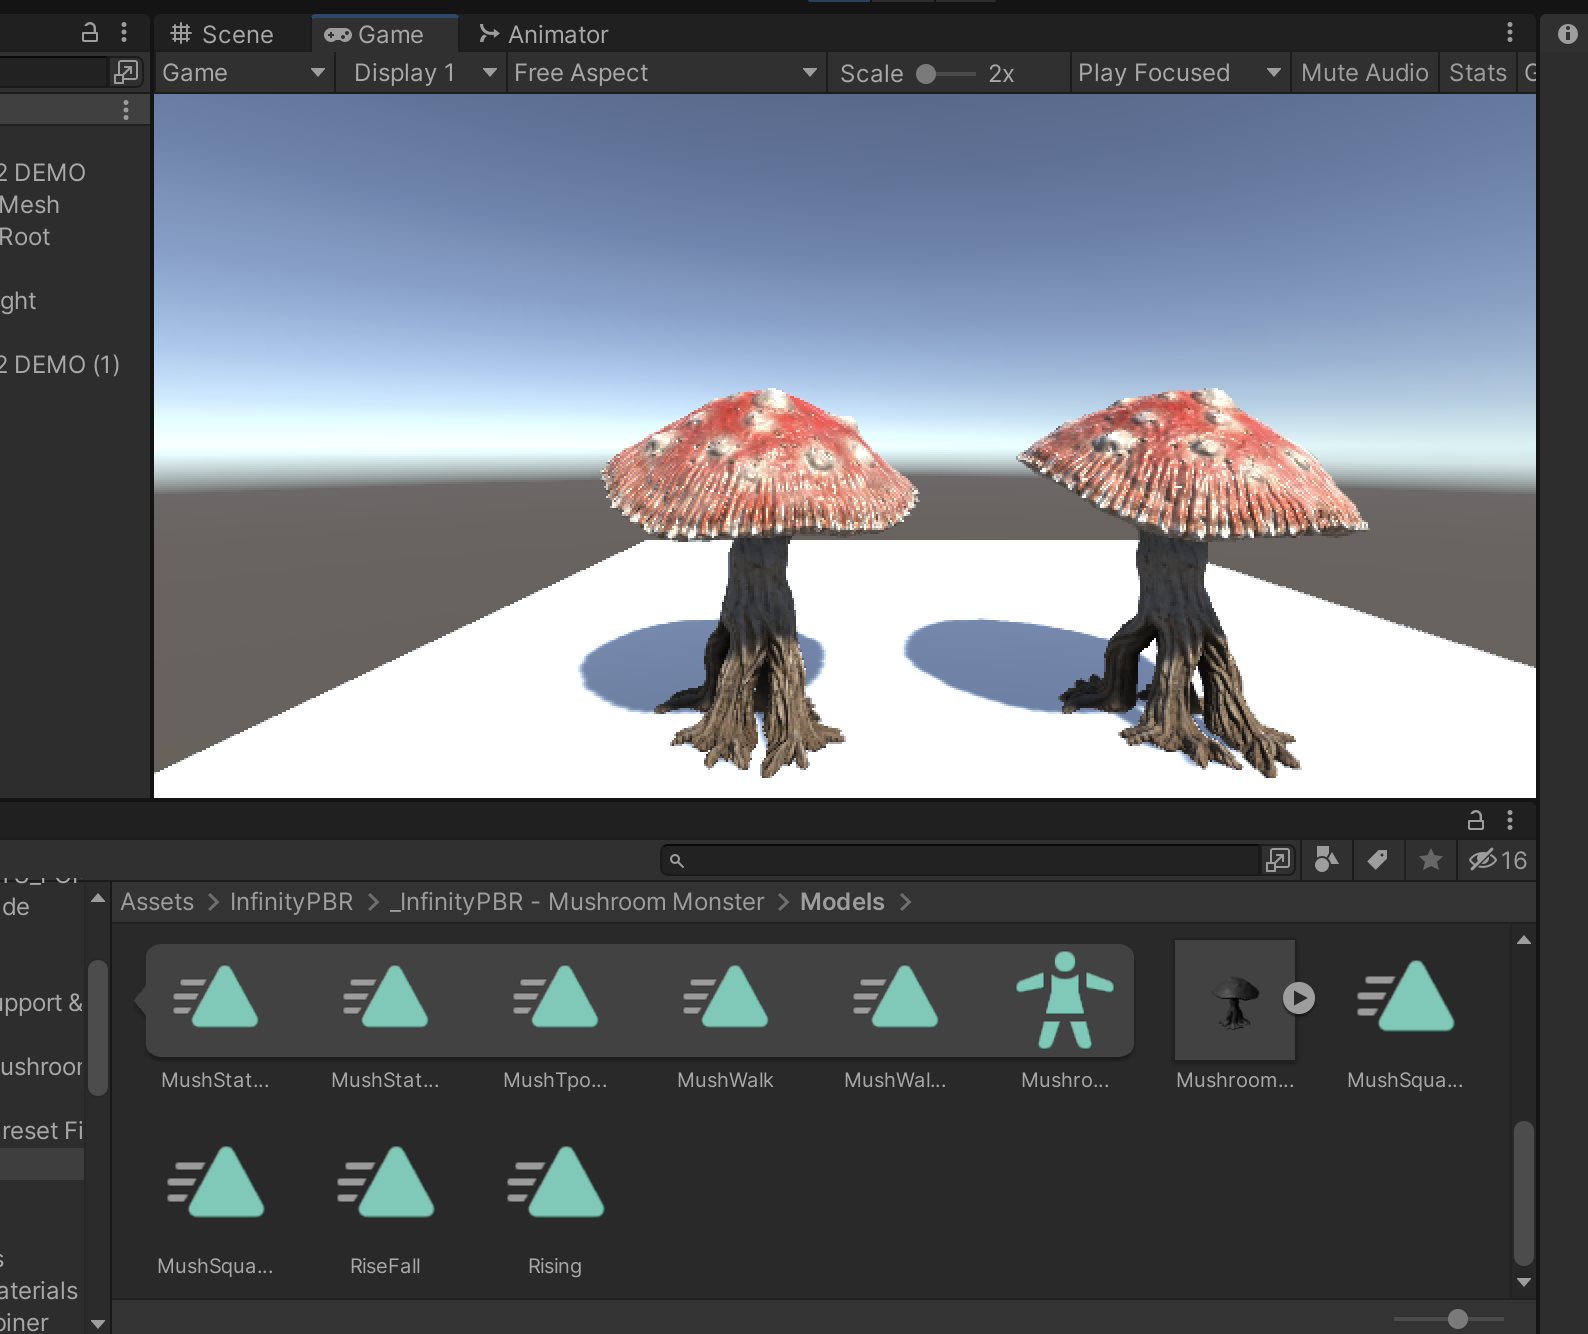 Scene Game Animator
Game Display 1 Free Aspect Scale 2x Play Focused Mute Audio Stats
2 DEMO
Mesh
Root
ght
2 DEMO (1)
16
de
Assets > InfinityPBR > _InfinityPBR - Mushroom Monster > Models >
upport &
ushroor
reset Fi
s
aterials
biner
MushStat... MushStat... MushTpo... MushWalk MushWal... Mushro... Mushroom... MushSqua...
MushSqua... RiseFall Rising